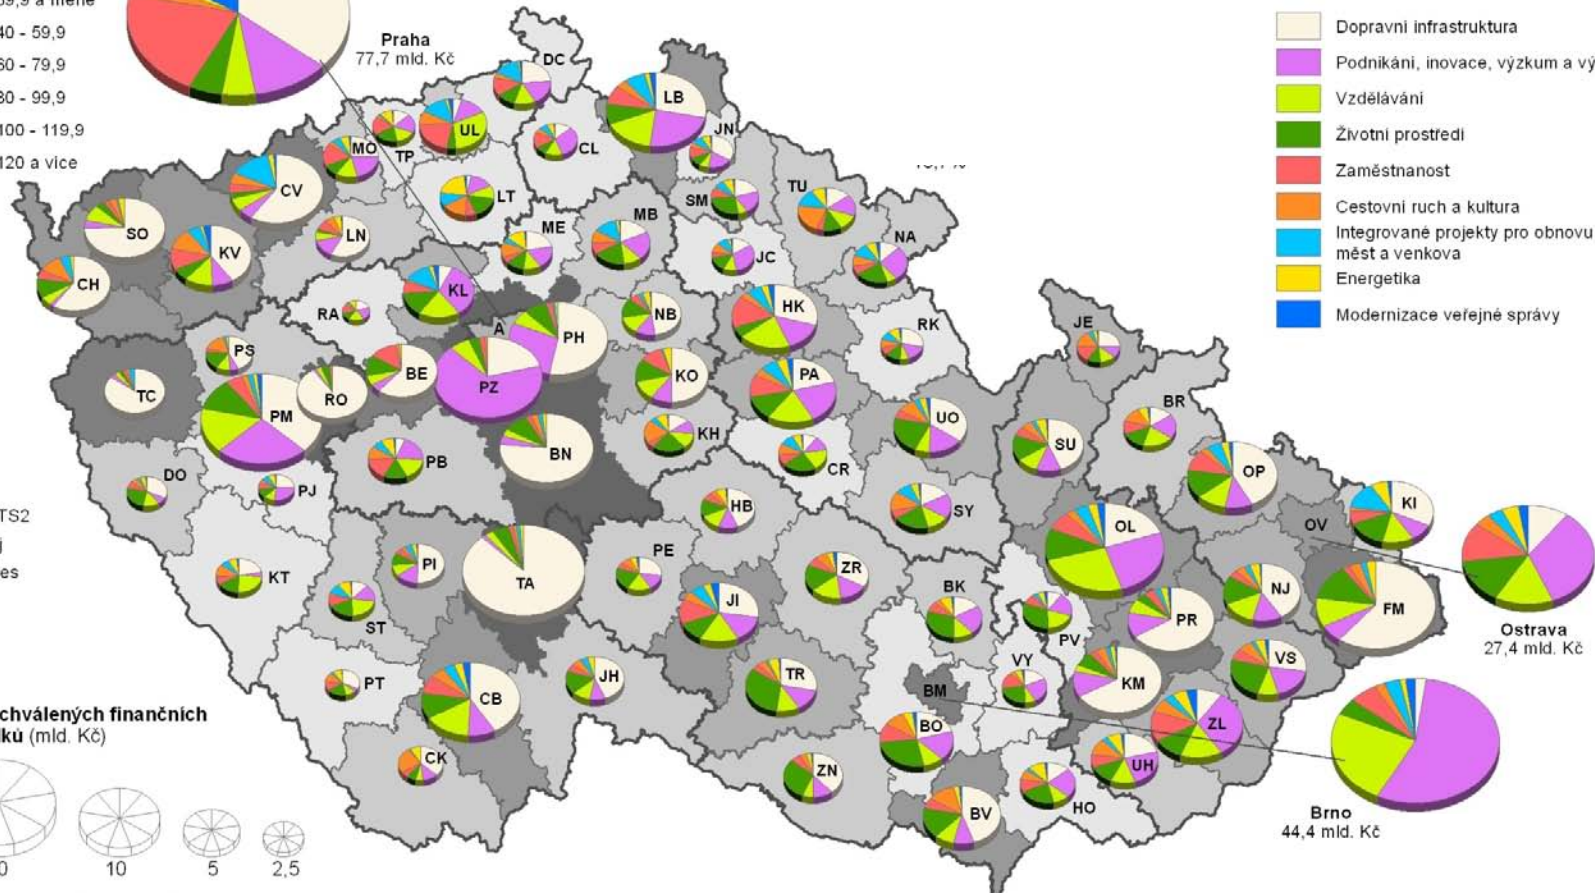 59,9 a méně
40 - 59,9
60 - 79,9
80 - 99,9
100 - 119,9
120 a více
Praha
77,7 mld. Kč
Dopravní infrastruktura
Podnikání, inovace, výzkum a vý
Vzdělávání
Životní prostředí
Zaměstnanost
Cestovní ruch a kultura
Integrované projekty pro obnovu
měst a venkova
Energetika
Modernizace veřejné správy
DC
LB
JN
UL
MO
TP
CL
CV
LT
SM
TU
SO
KV
LN
ME
MB
JC
NA
CH
KL
RA
A
PH
NB
HK
RK
JE
PS
BE
PZ
KO
PA
TC
RO
PM
UO
BR
BN
KH
CR
SU
OP
PB
DO
PJ
HB
SY
KI
OV
OL
TS2
j
es
KT
PI
TA
PE
ZR
BK
NJ
FM
ST
JI
PV
PR
Ostrava
27,4 mld. Kč
PT
CB
JH
TR
BM
VY
KM
VS
chválených finančních
ků (mld. Kč)
CK
ZN
BO
UH
ZL
HO
BV
Brno
44,4 mld. Kč
0
10
5
2,5